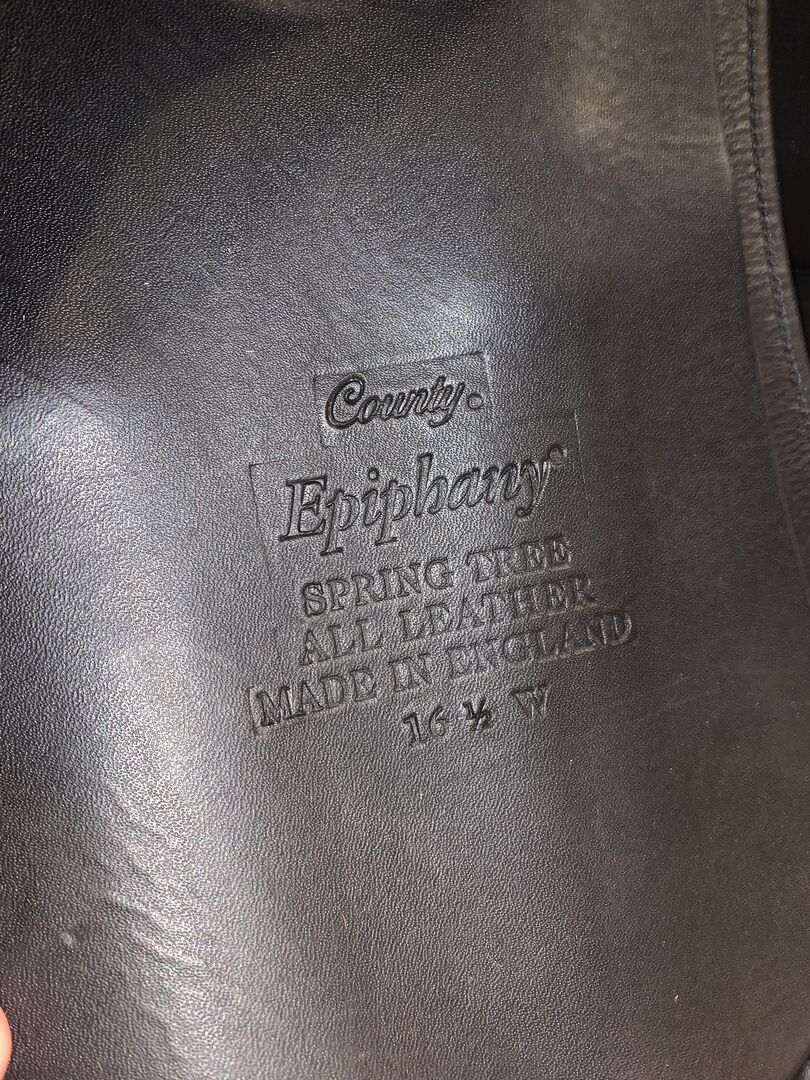 County.
Epiphany®
SPRING TREE
ALL LEATHER
MADE IN ENGLAND
16 ½ W